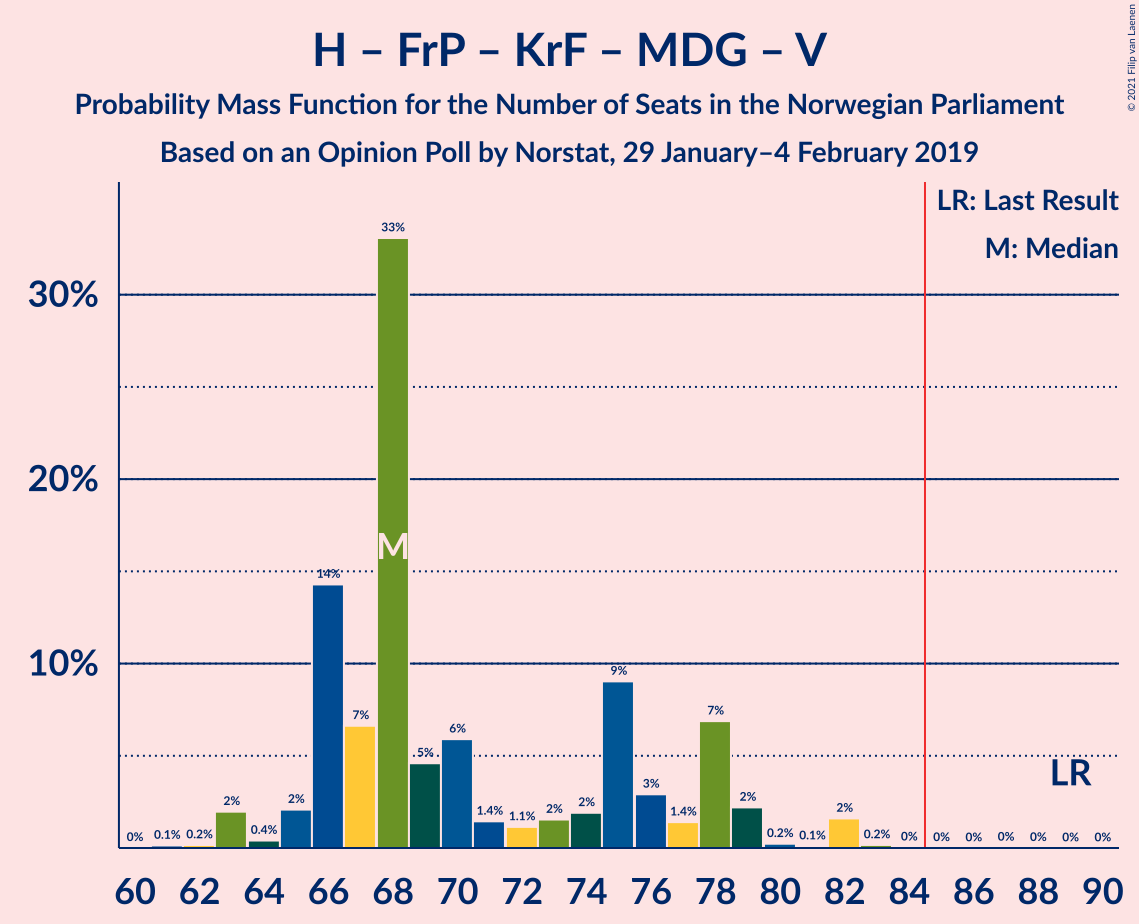 H – FrP – KrF – MDG – V
Probability Mass Function for the Number of Seats in the Norwegian Parliament
Based on an Opinion Poll by Norstat, 29 January–4 February 2019
© 2021 Filip van Laenen
LR: Last Result
M: Median
30%
20%
10%
0% 0.1% 0.2% 2% 0.4% 2% 14% 7% 33% 5% 6% 1.4% 1.1% 2% 2% 9% 3% 1.4% 7% 2% 0.2% 0.1% 2% 0.2% 0% 0% 0% 0% 0% 0% 0%
M
LR
60 62 64 66 68 70 72 74 76 78 80 82 84 86 88 90